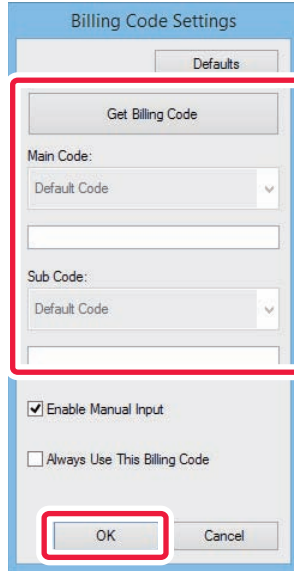 Billing Code Settings
Defaults
Get Billing Code
Main Code:
Default Code
Sub Code:
Default Code
Enable Manual Input
Always Use This Billing Code
OK Cancel